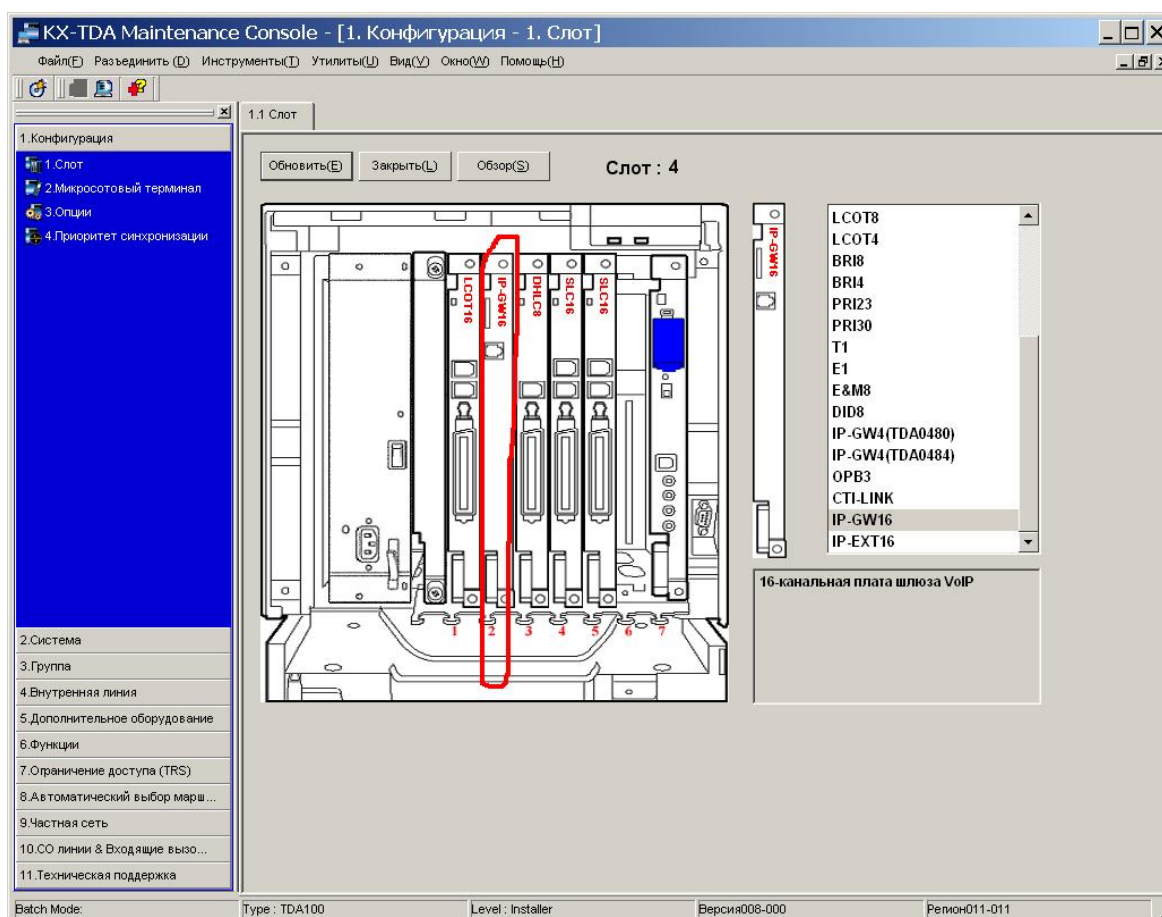 KX-TDA Maintenance Console - [1. Конфигурация - 1. Слот]
Файл(F) Разъединить (D) Инструменты(T) Утилиты(U) Вид(V) Окно(W) Помощь(H)
1.1 Слот
1.Конфигурация
1.Слот
2.Микросотовый терминал
3.Опции
4.Приоритет синхронизации
2.Система
3.Группа
4.Внутренняя линия
5.Дополнительное оборудование
6.Функции
7.Ограничение доступа (TRS)
8.Автоматический выбор марш...
9.Частная сеть
10.CO линии & Входящие вызо...
11.Техническая поддержка
Обновить(E) Закрыть(L) Обзор(S) Слот : 4
LCOT16 IP-GW16 DHLC8 SLC16 SLC16
1 2 3 4 5 6 7
IP-GW16
LCOT8
LCOT4
BRI8
BRI4
PRI23
PRI30
T1
E1
E&M8
DID8
IP-GW4(TDA0480)
IP-GW4(TDA0484)
OPB3
CTI-LINK
IP-GW16
IP-EXT16
16-канальная плата шлюза VoIP
Batch Mode: Type : TDA100 Level : Installer Версия008-000 Регион011-011